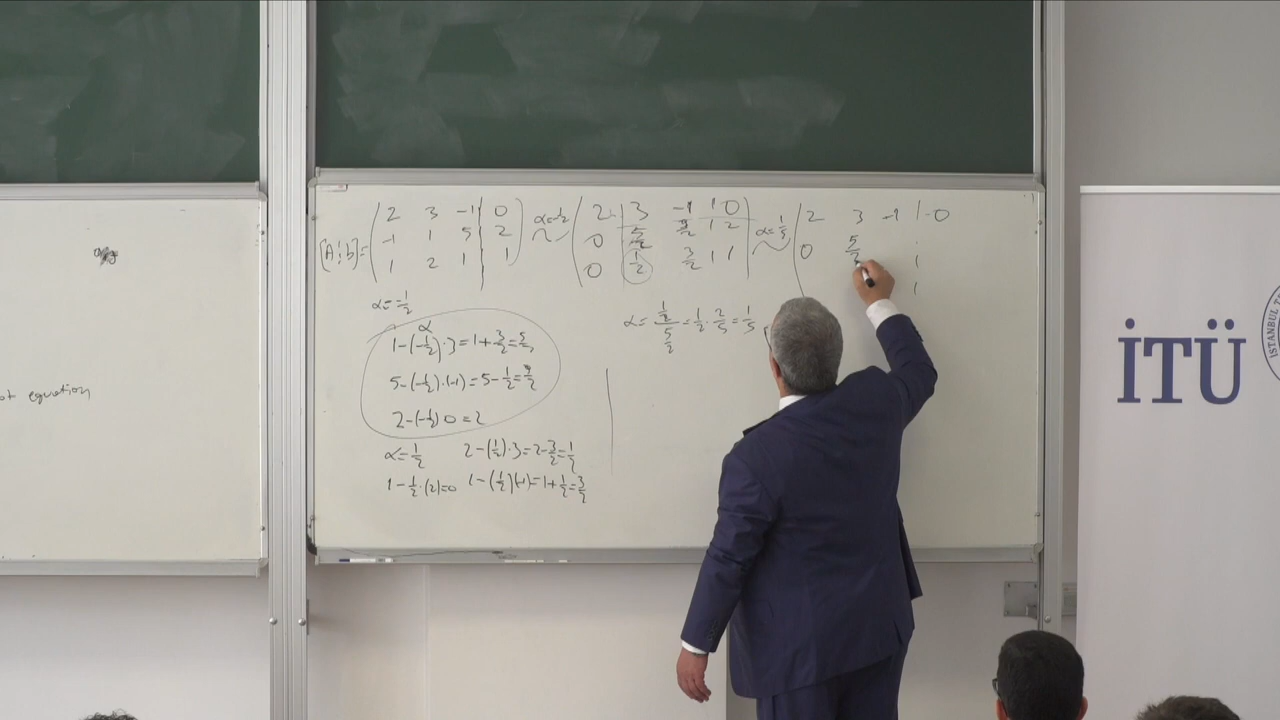 ot equation
[A¦b]= ( 2 3 -1 | 0
-1 1 5 | 2
1 2 1 | 1 )
α=-1/2
( 2 3 -1 | 0
0 5/2 9/2 | 2
0 1/2 3/2 | 1 )
α=1/5
( 2 3 -1 | 0
0 5/
α=-1/2
α
1-(-1/2)·3=1+3/2=5/2
5-(-1/2)·(-1)=5-1/2=9/2
2-(-1/2)0=2
α=1/2 2-(1/2)·3=2-3/2=1/2
1-1/2·(2)=0 1-(1/2)(-1)=1+1/2=3/2
α=(1/2)/(5/2)=1/2·2/5=1/5
İTÜ